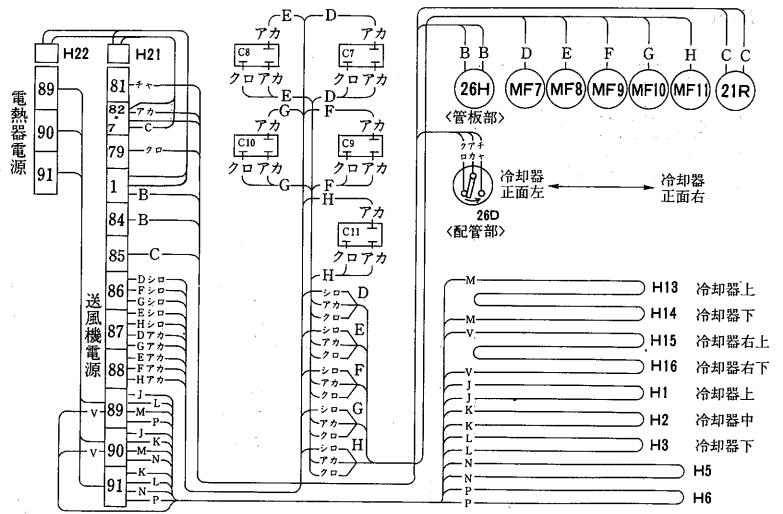 H22
H21
電熱器電源
89
90
91
送風機電源
81
チャ
82
アカ
7
C
79
クロ
1
B
84
B
85
C
86
Dシロ
Fシロ
Gシロ
Eシロ
87
Hシロ
Dアカ
Gアカ
88
Eアカ
Fアカ
Hアカ
89
J
L
V
M
P
90
J
K
V
M
N
91
K
L
N
P
E
D
アカ
アカ
C8
C7
クロ アカ
クロ アカ
E
D
G
F
アカ
アカ
C10
C9
クロ アカ
クロ アカ
G
F
H
アカ
C11
クロ アカ
H
シロ
D
アカ
クロ
シロ
E
アカ
クロ
シロ
F
アカ
クロ
シロ
G
アカ
クロ
シロ
H
アカ
クロ
B
B
D
E
F
G
H
C
C
26H
MF7
MF8
MF9
MF10
MF11
21R
〈管板部〉
クロ
アカ
チャ
26D
〈配管部〉
冷却器
正面左
冷却器
正面右
M
H13 冷却器上
M
H14 冷却器下
V
H15 冷却器右上
V
H16 冷却器右下
J
H1 冷却器上
J
K
H2 冷却器中
K
L
H3 冷却器下
L
N
H5
N
P
H6
P